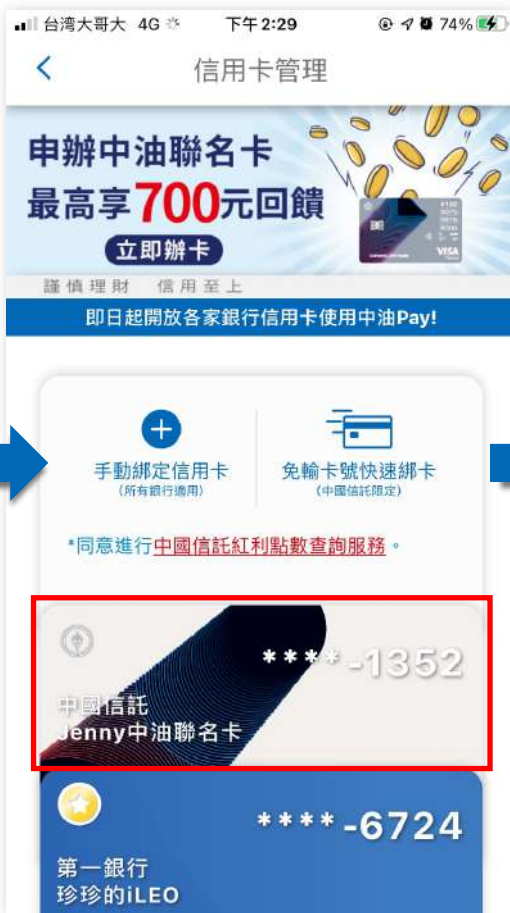 台湾大哥大 4G 下午2:29 74%
信用卡管理
申辦中油聯名卡
最高享700元回饋
立即辦卡
VISA
謹慎理財 信用至上
即日起開放各家銀行信用卡使用中油Pay!
手動綁定信用卡
(所有銀行適用)
免輸卡號快速綁卡
(中國信託限定)
*同意進行中國信託紅利點數查詢服務。
****-1352
中國信託
Jenny中油聯名卡
****-6724
第一銀行
珍珍的iLEO